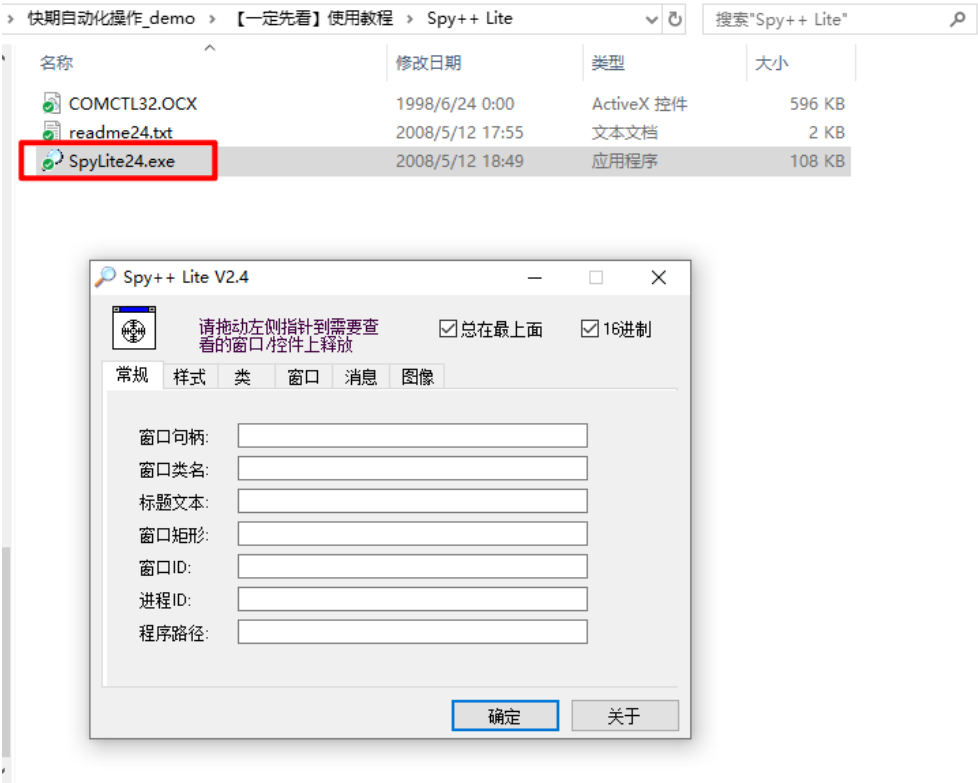 › 快期自动化操作_demo › 【一定先看】使用教程 › Spy++ Lite
搜索"Spy++ Lite"
名称 修改日期 类型 大小
COMCTL32.OCX 1998/6/24 0:00 ActiveX 控件 596 KB
readme24.txt 2008/5/12 17:55 文本文档 2 KB
SpyLite24.exe 2008/5/12 18:49 应用程序 108 KB
Spy++ Lite V2.4
请拖动左侧指针到需要查
看的窗口/控件上释放
总在最上面 16进制
常规 样式 类 窗口 消息 图像
窗口句柄:
窗口类名:
标题文本:
窗口矩形:
窗口ID:
进程ID:
程序路径:
确定 关于